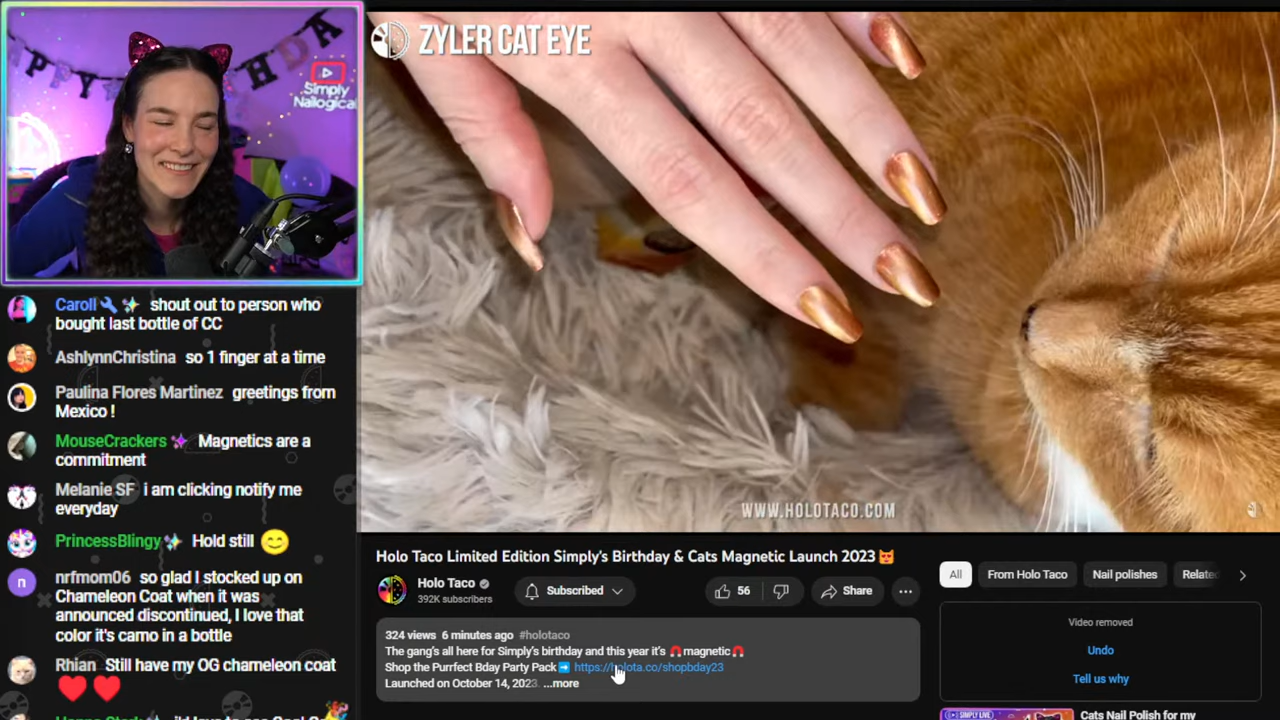 PPY
HDA
Simply
Nailogical
ZYLER CAT EYE
WWW.HOLOTACO.COM
Caroll shout out to person who
bought last bottle of CC
AshlynnChristina so 1 finger at a time
Paulina Flores Martinez greetings from
Mexico !
MouseCrackers Magnetics are a
commitment
Melanie SF i am clicking notify me
everyday
PrincessBlingy Hold still 😊
n nrfmom06 so glad I stocked up on
Chameleon Coat when it was
announced discontinued, I love that
color it's camo in a bottle
Rhian Still have my OG chameleon coat
❤️❤️
Holo Taco Limited Edition Simply's Birthday & Cats Magnetic Launch 2023😻
Holo Taco
392K subscribers
Subscribed
56
Share
...
324 views 6 minutes ago #holotaco
The gang's all here for Simply's birthday and this year it's 🧲magnetic🧲
Shop the Purrfect Bday Party Pack➡️ https://holota.co/shopbday23
Launched on October 14, 2023. ...more
All
From Holo Taco
Nail polishes
Relate
Video removed
Undo
Tell us why
SIMPLY LIVE
Cats Nail Polish for my